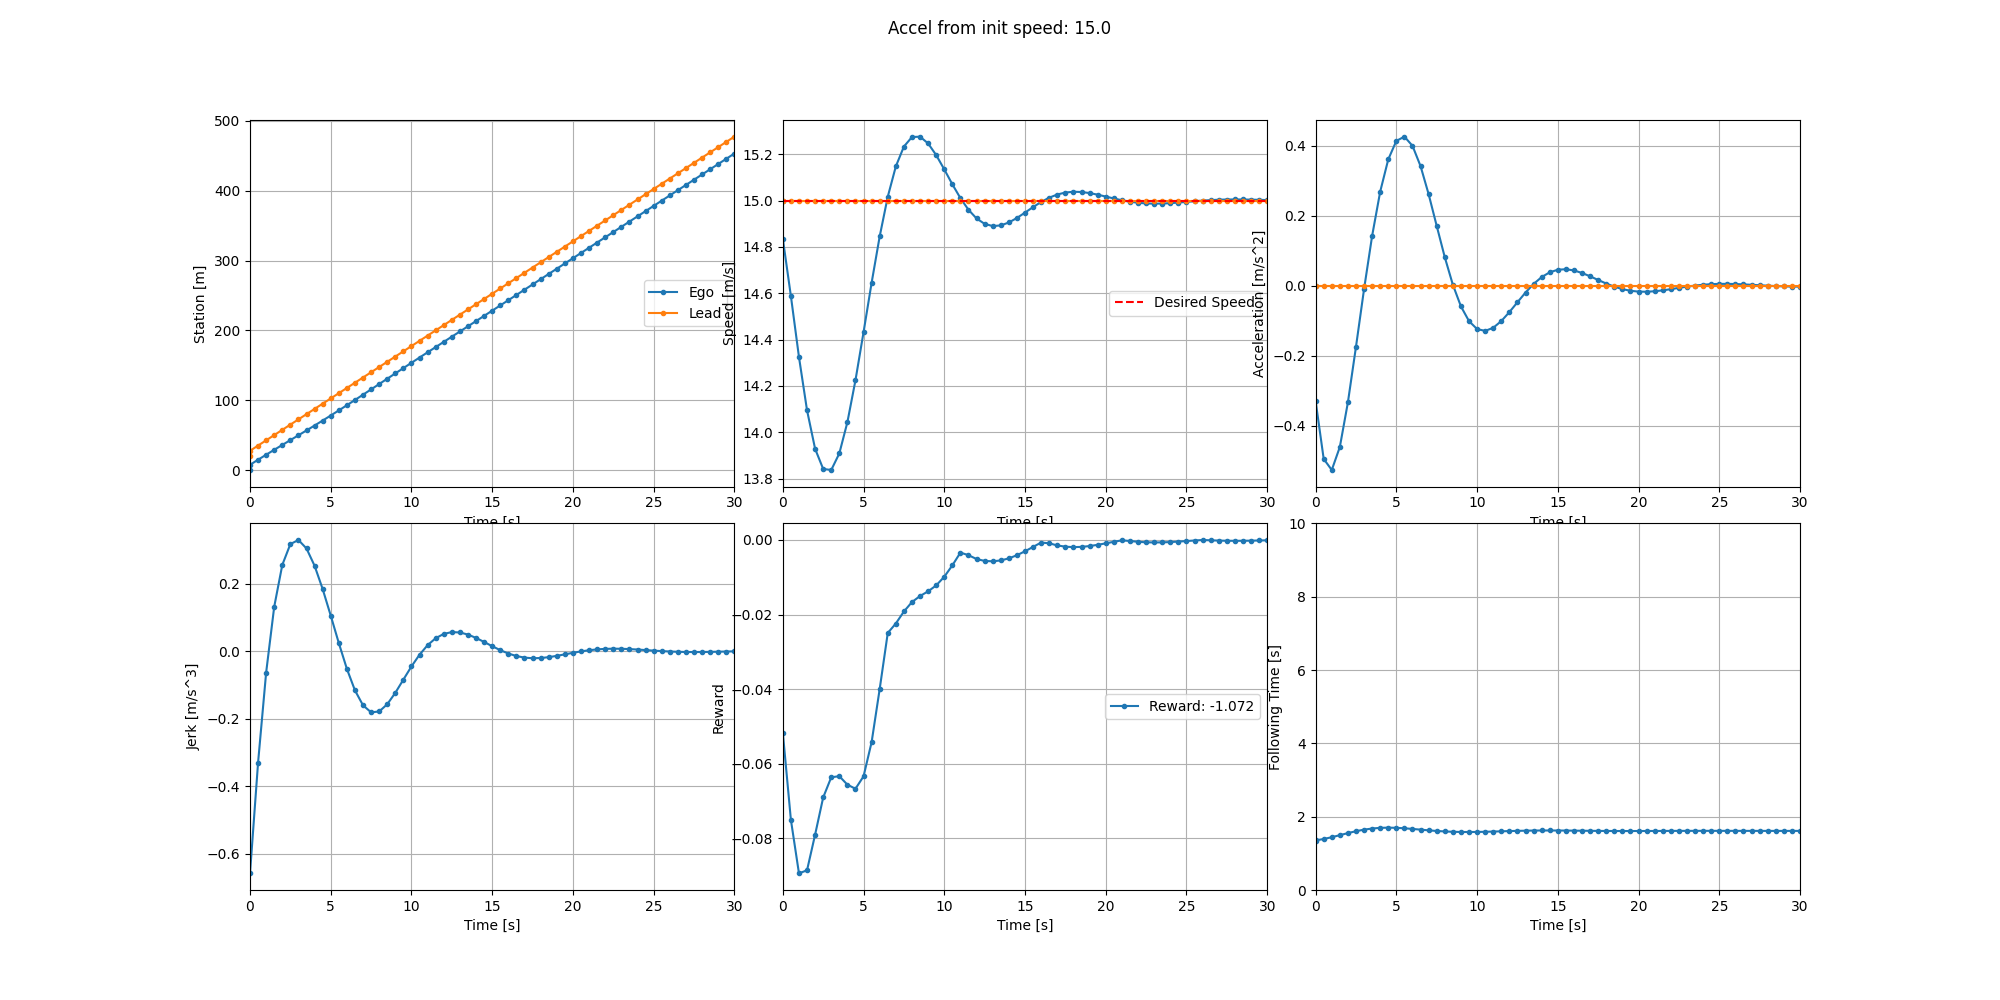 Accel from init speed: 15.0
Station [m]
500
400
300
200
100
0
0 5 10 15 20 25 30
Time [s]
Ego
Lead
Speed [m/s]
15.2
15.0
14.8
14.6
14.4
14.2
14.0
13.8
0 5 10 15 20 25 30
Time [s]
Desired Speed
Acceleration [m/s^2]
0.4
0.2
0.0
−0.2
−0.4
0 5 10 15 20 25 30
Time [s]
Jerk [m/s^3]
0.2
0.0
−0.2
−0.4
−0.6
0 5 10 15 20 25 30
Time [s]
Reward
0.00
−0.02
−0.04
−0.06
−0.08
0 5 10 15 20 25 30
Time [s]
Reward: -1.072
Following Time [s]
10
8
6
4
2
0
0 5 10 15 20 25 30
Time [s]